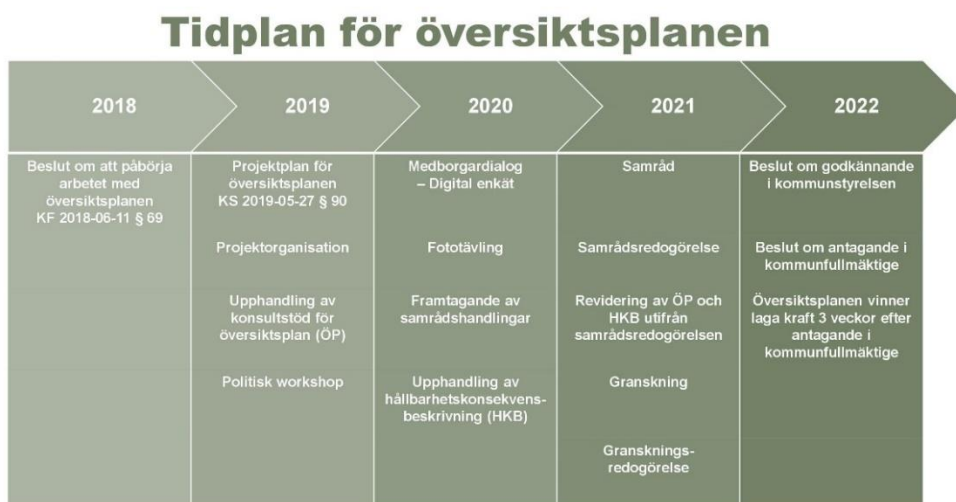 Tidplan för översiktsplanen
2018
2019
2020
2021
2022
Beslut om att påbörja
arbetet med
översiktsplanen
KF 2018-06-11 § 69
Projektplan för
översiktsplanen
KS 2019-05-27 § 90
Projektorganisation
Upphandling av
konsultstöd för
översiktsplan (ÖP)
Politisk workshop
Medborgardialog
– Digital enkät
Fototävling
Framtagande av
samrådshandlingar
Upphandling av
hållbarhetskonsekvens-
beskrivning (HKB)
Samråd
Samrådsredogörelse
Revidering av ÖP och
HKB utifrån
samrådsredogörelsen
Granskning
Gransknings-
redogörelse
Beslut om godkännande
i kommunstyrelsen
Beslut om antagande i
kommunfullmäktige
Översiktsplanen vinner
laga kraft 3 veckor efter
antagande i
kommunfullmäktige